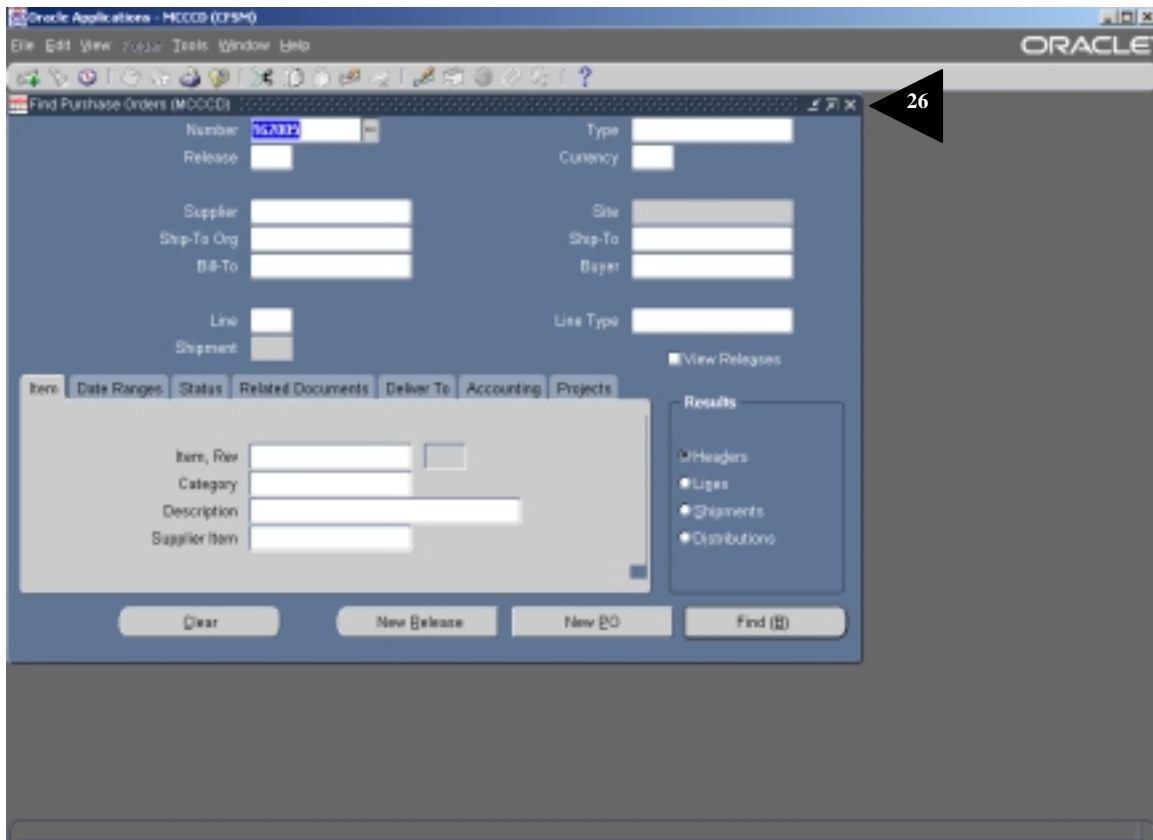 Oracle Applications - MCCCD (CFSM)
File Edit View Folder Tools Window Help
ORACLE
Find Purchase Orders (MCCCD)
26
Number 162005 Type
Release Currency
Supplier Site
Ship-To Org Ship-To
Bill-To Buyer
Line Line Type
Shipment
View Releases
Item Date Ranges Status Related Documents Deliver To Accounting Projects
Results
Item, Rev
Category
Description
Supplier Item
Headers
Lines
Shipments
Distributions
Clear New Release New PO Find (B)